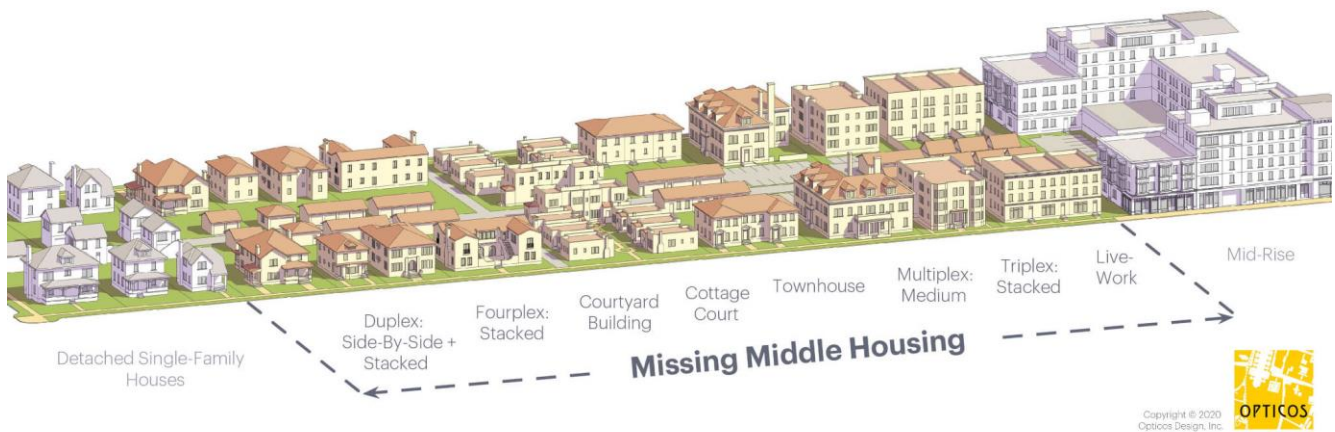 Detached Single-Family
Houses
Duplex:
Side-By-Side +
Stacked
Fourplex:
Stacked
Courtyard
Building
Cottage
Court
Townhouse
Multiplex:
Medium
Triplex:
Stacked
Live-
Work
Mid-Rise
Missing Middle Housing
Copyright © 2020
Opticos Design, Inc.
OPTICOS